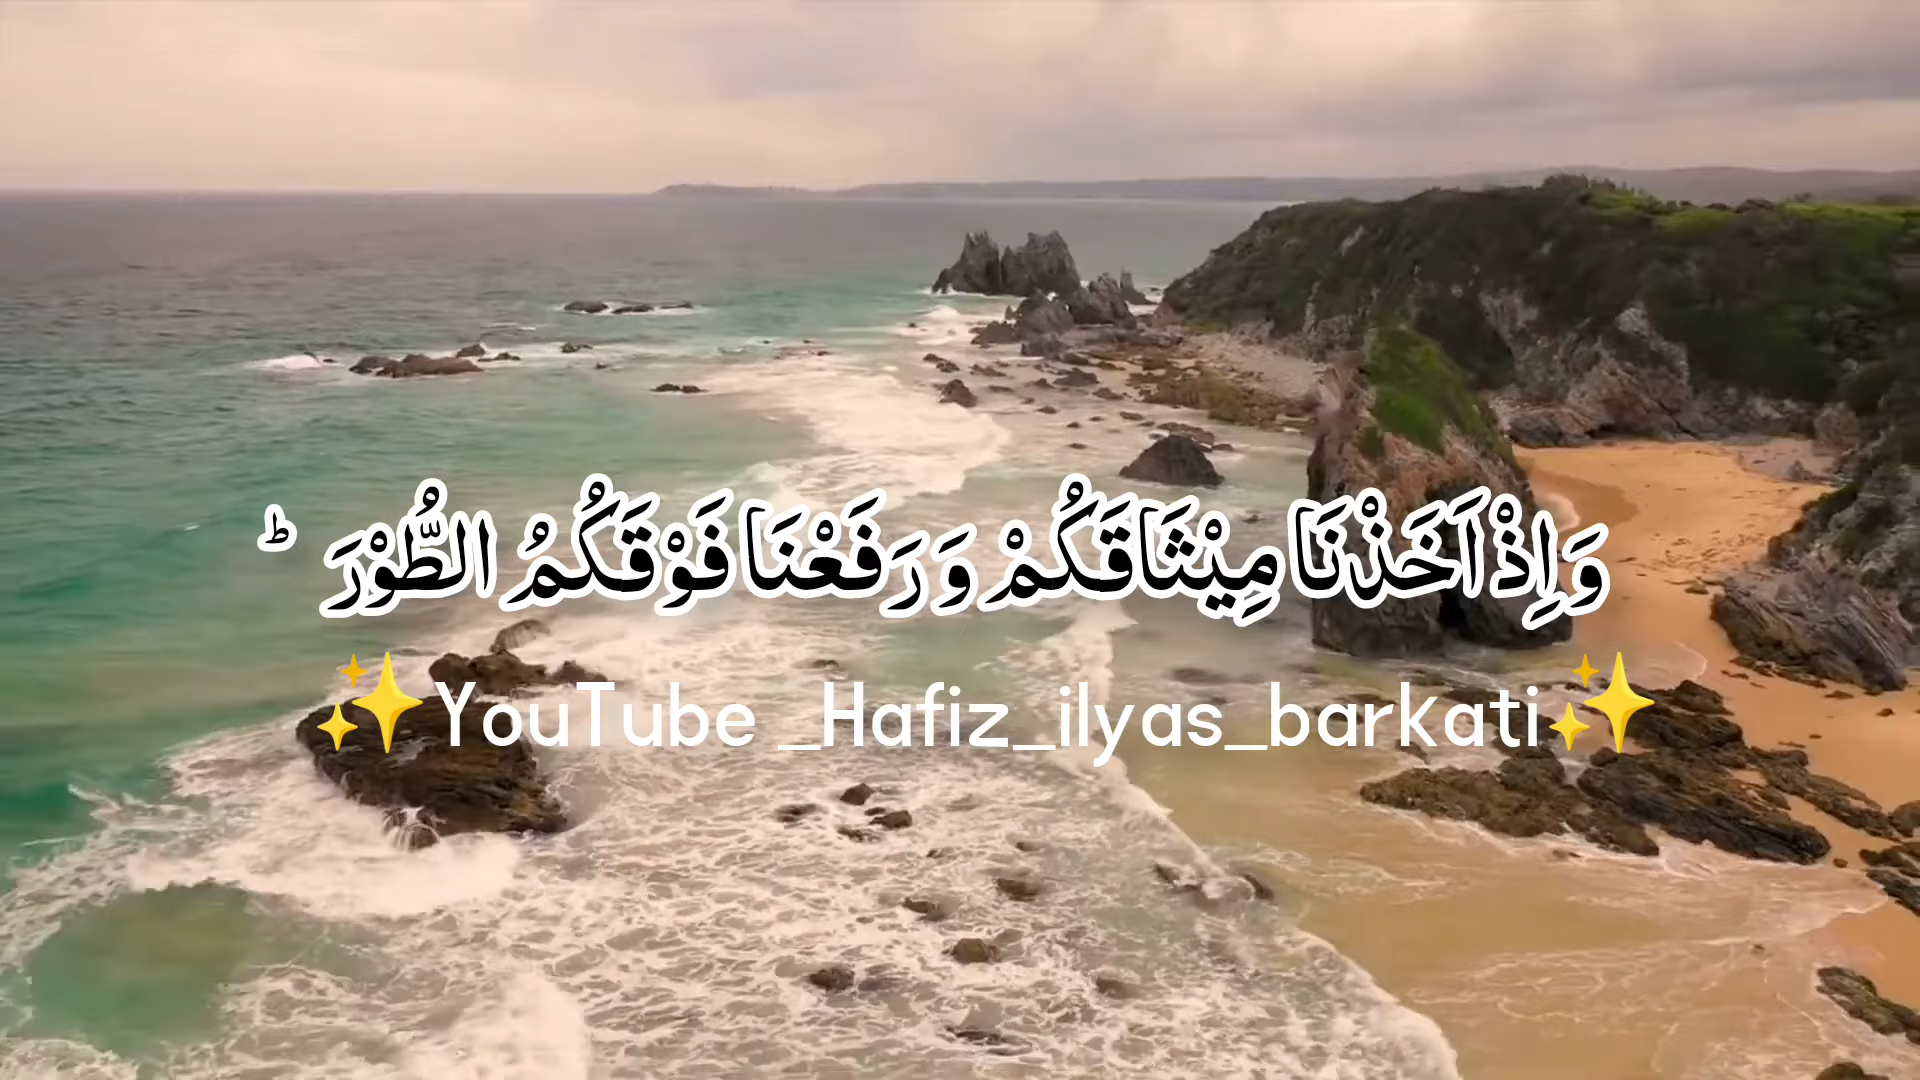 وَاِذْ اَخَذْنَا مِيْثَاقَكُمْ وَ رَفَعْنَا فَوْقَكُمُ الطُّوْرَ ؕ
✨YouTube _Hafiz_ilyas_barkati✨